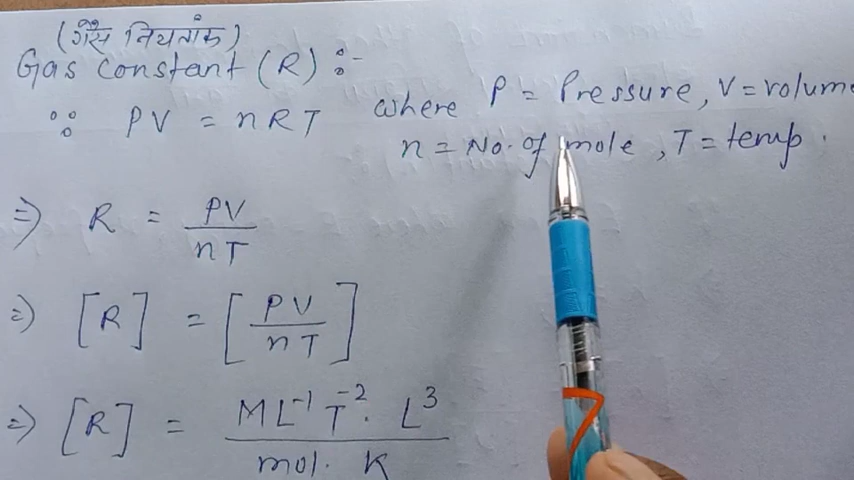 (गैस नियतांक)
Gas Constant (R) :-
∵ PV = nRT where P = Pressure, V = volume
n = No. of mole, T = temp.
⇒ R = PV / nT
⇒ [R] = [PV / nT]
⇒ [R] = ML⁻¹ T⁻². L³ / mol. K